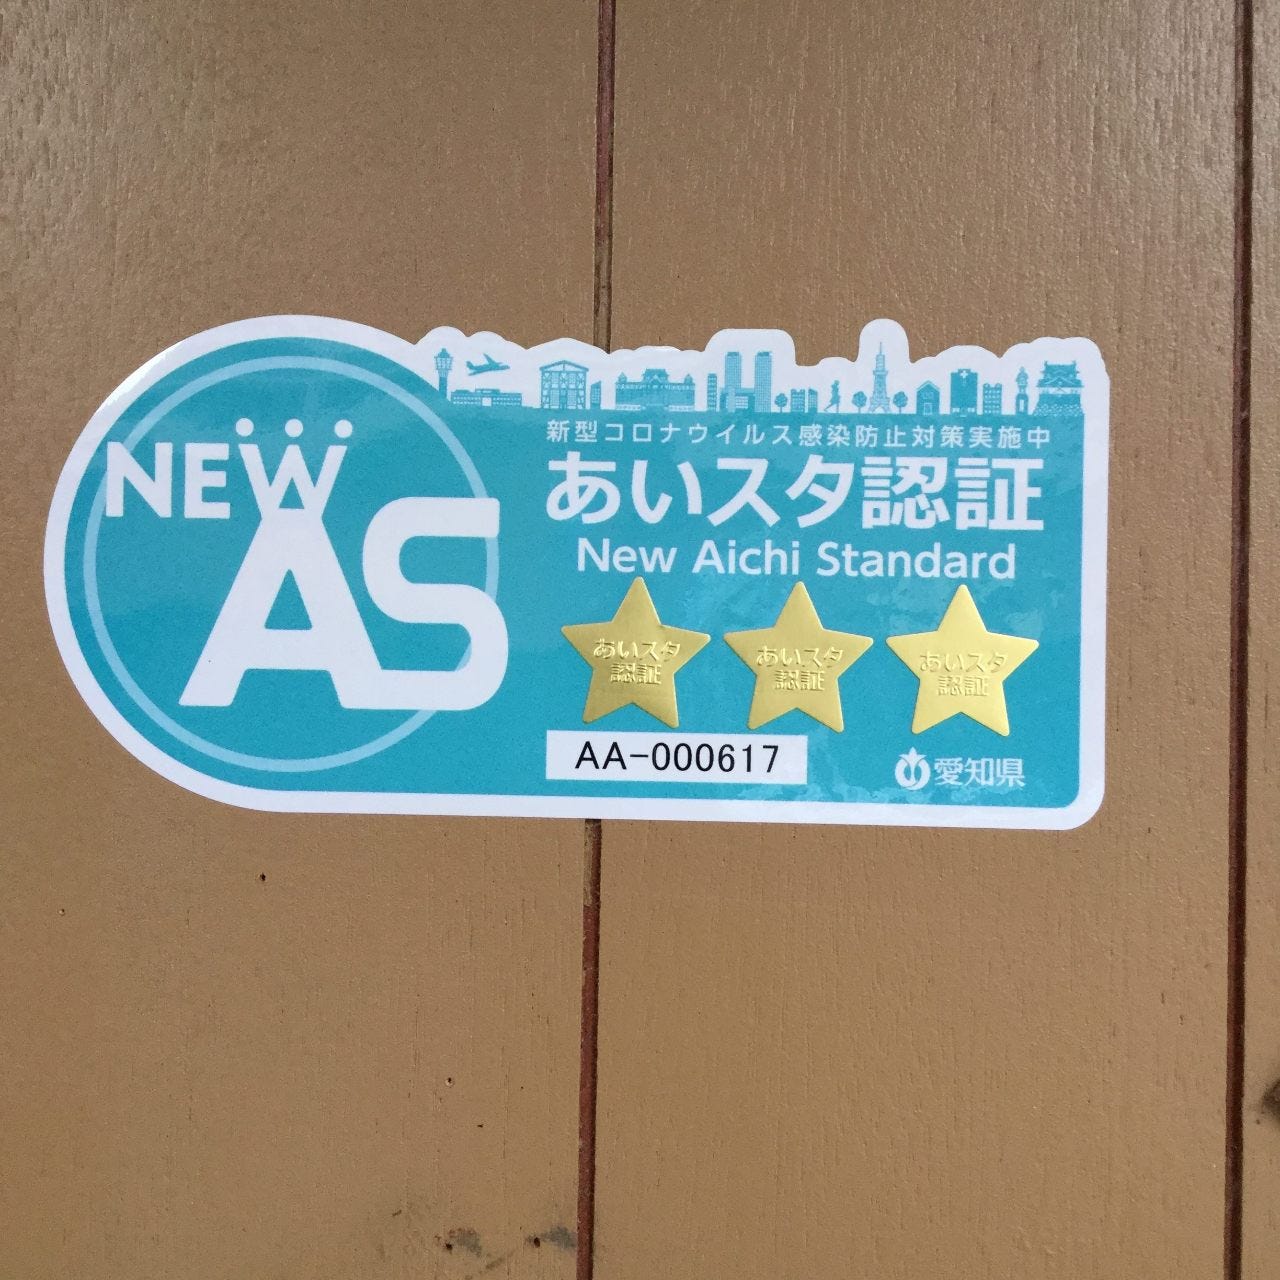 NEW
AS
新型コロナウイルス感染防止対策実施中
あいスタ認証
New Aichi Standard
あいスタ
認証
あいスタ
認証
あいスタ
認証
AA-000617
愛知県